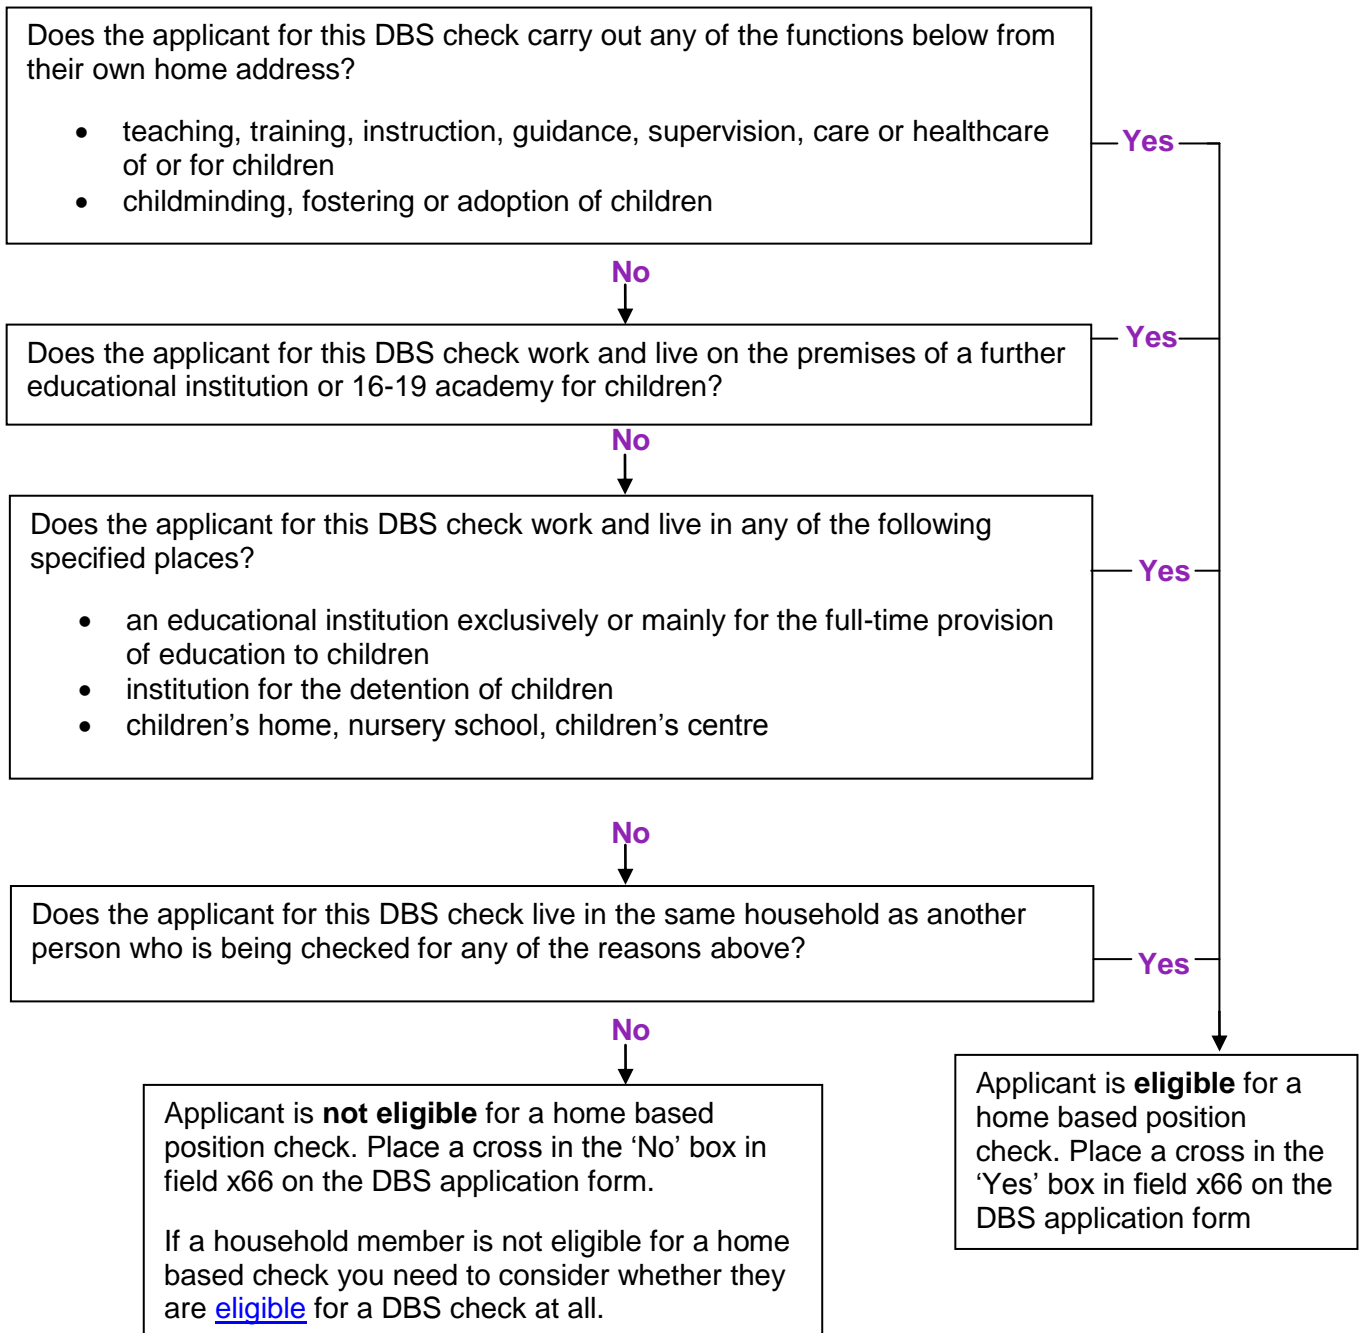 Does the applicant for this DBS check carry out any of the functions below from
their own home address?
• teaching, training, instruction, guidance, supervision, care or healthcare
of or for children
• childminding, fostering or adoption of children
Yes
No
Does the applicant for this DBS check work and live on the premises of a further
educational institution or 16-19 academy for children?
Yes
No
Does the applicant for this DBS check work and live in any of the following
specified places?
• an educational institution exclusively or mainly for the full-time provision
of education to children
• institution for the detention of children
• children’s home, nursery school, children’s centre
Yes
No
Does the applicant for this DBS check live in the same household as another
person who is being checked for any of the reasons above?
Yes
No
Applicant is not eligible for a home based
position check. Place a cross in the ‘No’ box in
field x66 on the DBS application form.
If a household member is not eligible for a home
based check you need to consider whether they
are eligible for a DBS check at all.
Applicant is eligible for a
home based position
check. Place a cross in the
‘Yes’ box in field x66 on the
DBS application form